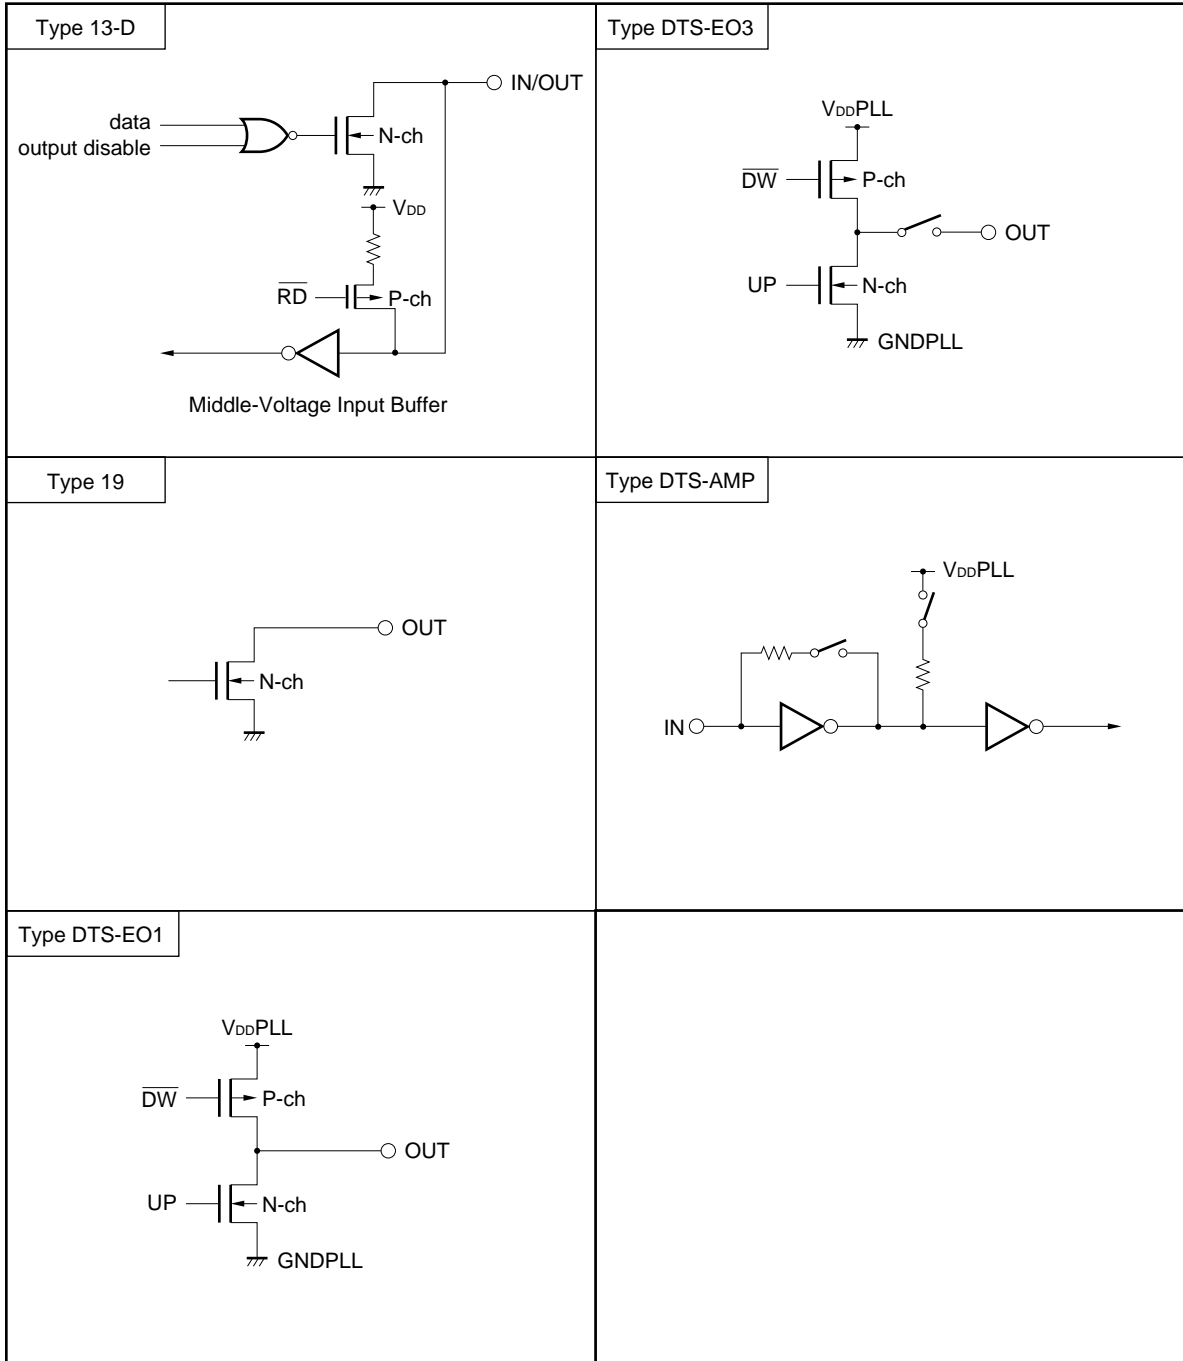 Type 13-D
IN/OUT
data
output disable
N-ch
VDD
RD
P-ch
Middle-Voltage Input Buffer
Type DTS-EO3
VDDPLL
DW
P-ch
OUT
UP
N-ch
GNDPLL
Type 19
OUT
N-ch
Type DTS-AMP
VDDPLL
IN
Type DTS-EO1
VDDPLL
DW
P-ch
OUT
UP
N-ch
GNDPLL